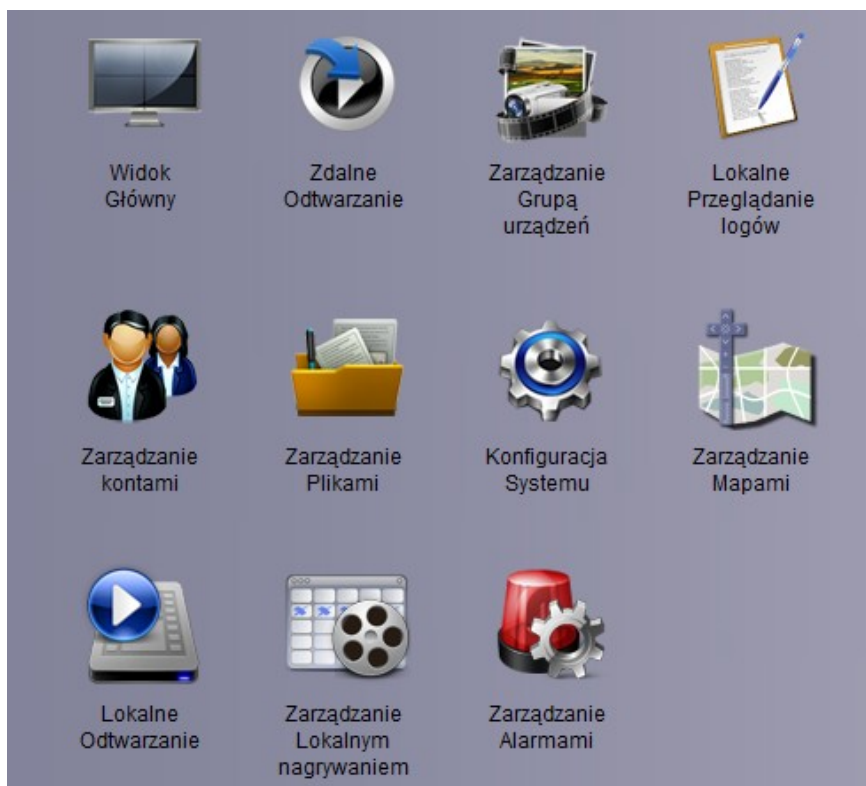 Widok
Główny
Zdalne
Odtwarzanie
Zarządzanie
Grupą
urządzeń
Lokalne
Przeglądanie
logów
Zarządzanie
kontami
Zarządzanie
Plikami
Konfiguracja
Systemu
Zarządzanie
Mapami
Lokalne
Odtwarzanie
Zarządzanie
Lokalnym
nagrywaniem
Zarządzanie
Alarmami